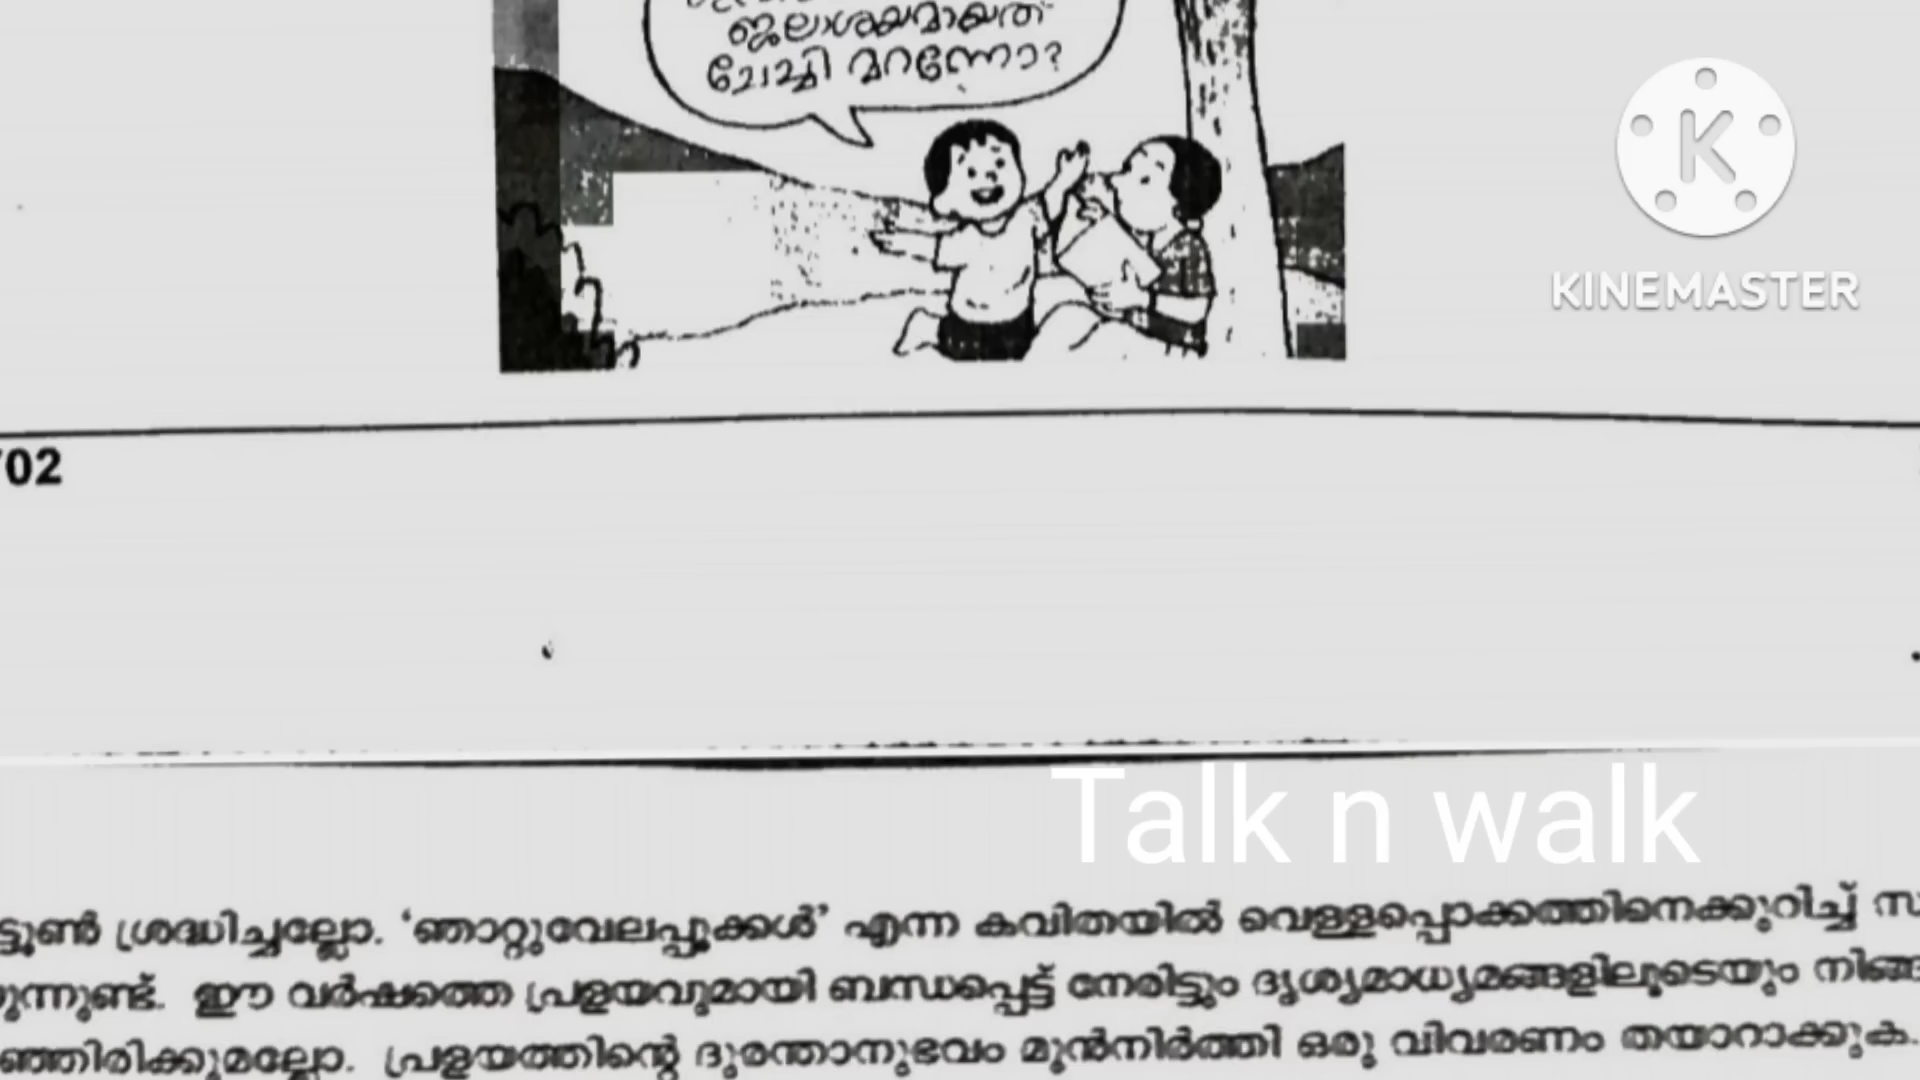 ജലാശയമായത്
ചോമ്മി മറന്നോ?
KINEMASTER
702
Talk n walk
ട്ടൂൺ ശ്രദ്ധിച്ചല്ലോ. ‘ഞാറ്റുവേലപ്പൂക്കൾ’ എന്ന കവിതയിൽ വെള്ളപ്പൊക്കത്തിനെക്കുറിച്ച് സ
ുന്നുണ്ട്. ഈ വർഷത്തെ പ്രളയവുമായി ബന്ധപ്പെട്ട് നേരിട്ടും ദൃശ്യമാധ്യമങ്ങളിലൂടെയും നിങ്ങ
ഞ്ഞിരിക്കുമല്ലോ. പ്രളയത്തിന്റെ ദുരന്താനുഭവം മുൻനിർത്തി ഒരു വിവരണം തയാറാക്കുക.